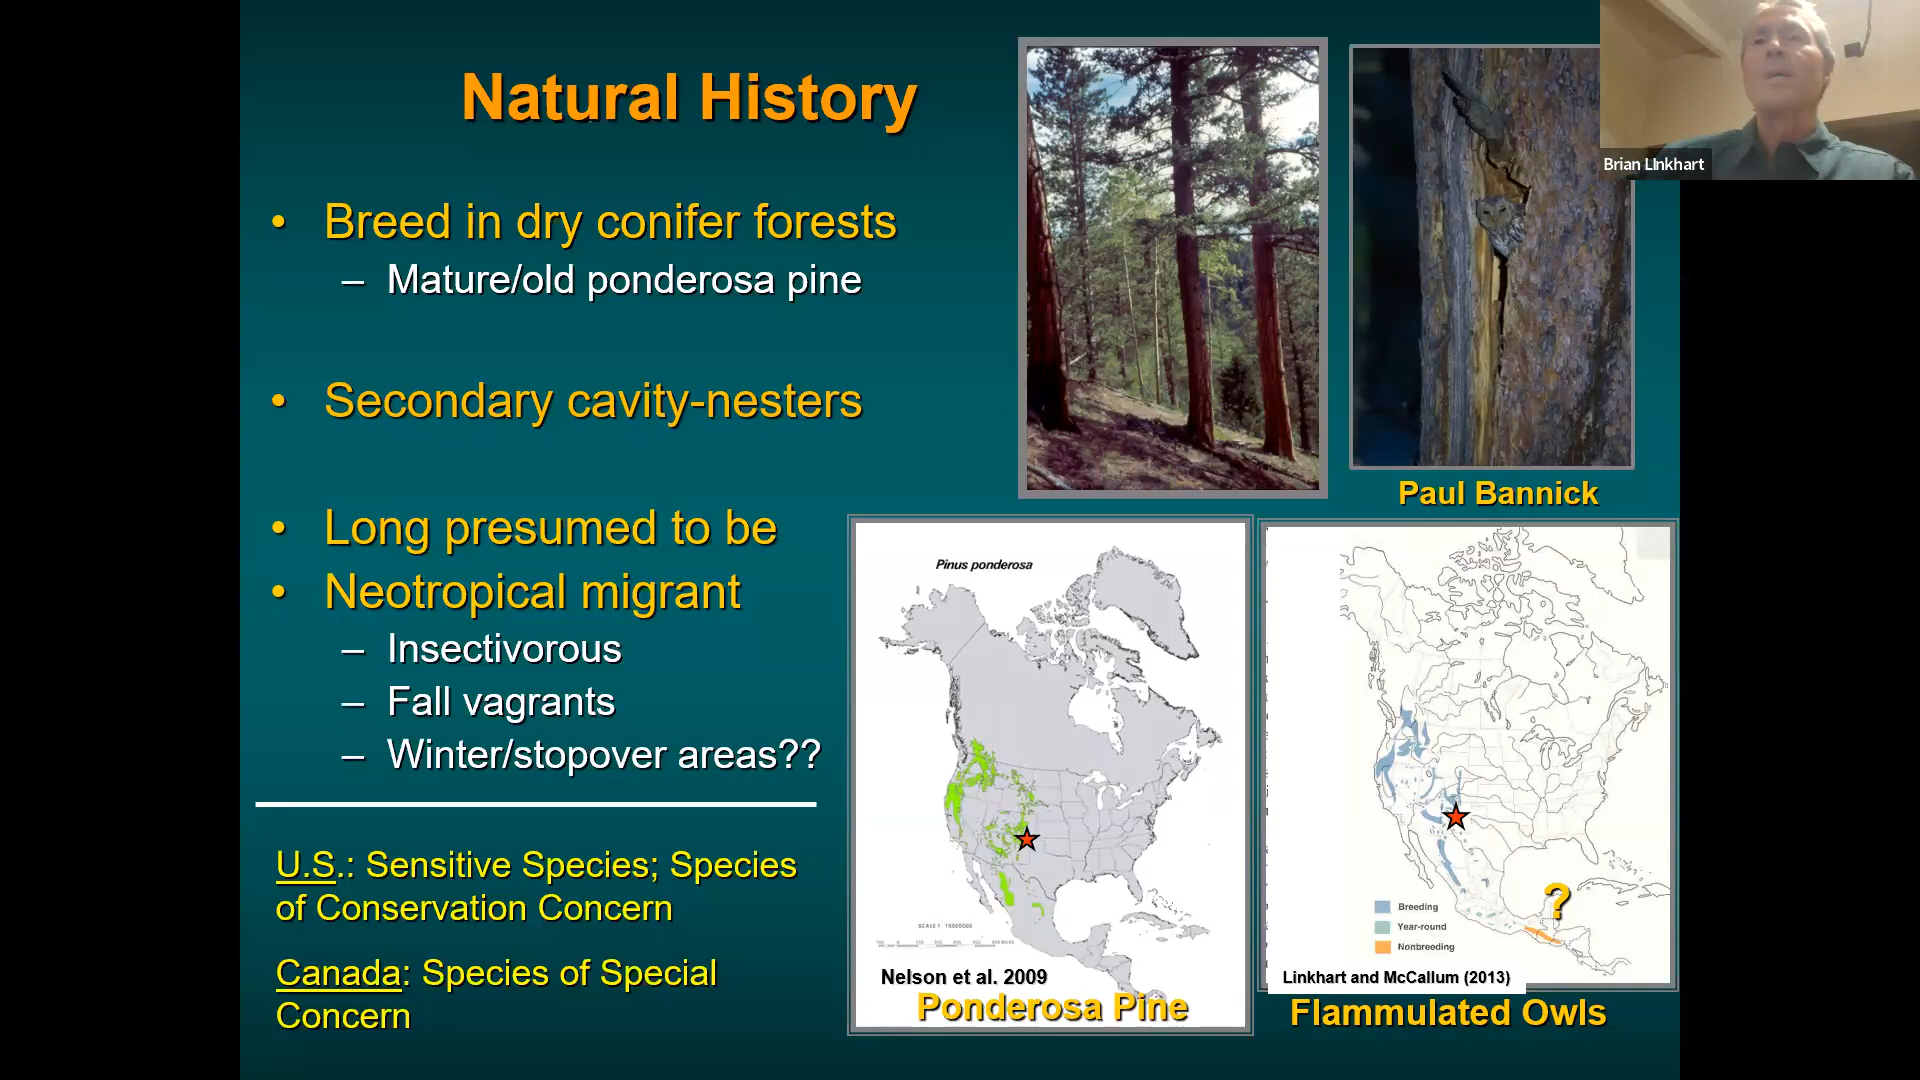 Natural History
• Breed in dry conifer forests
– Mature/old ponderosa pine
• Secondary cavity-nesters
• Long presumed to be
• Neotropical migrant
– Insectivorous
– Fall vagrants
– Winter/stopover areas??
U.S.: Sensitive Species; Species
of Conservation Concern
Canada: Species of Special
Concern
Brian LInkhart
Paul Bannick
Pinus ponderosa
Nelson et al. 2009
Ponderosa Pine
?
Breeding
Year-round
Nonbreeding
Linkhart and McCallum (2013)
Flammulated Owls